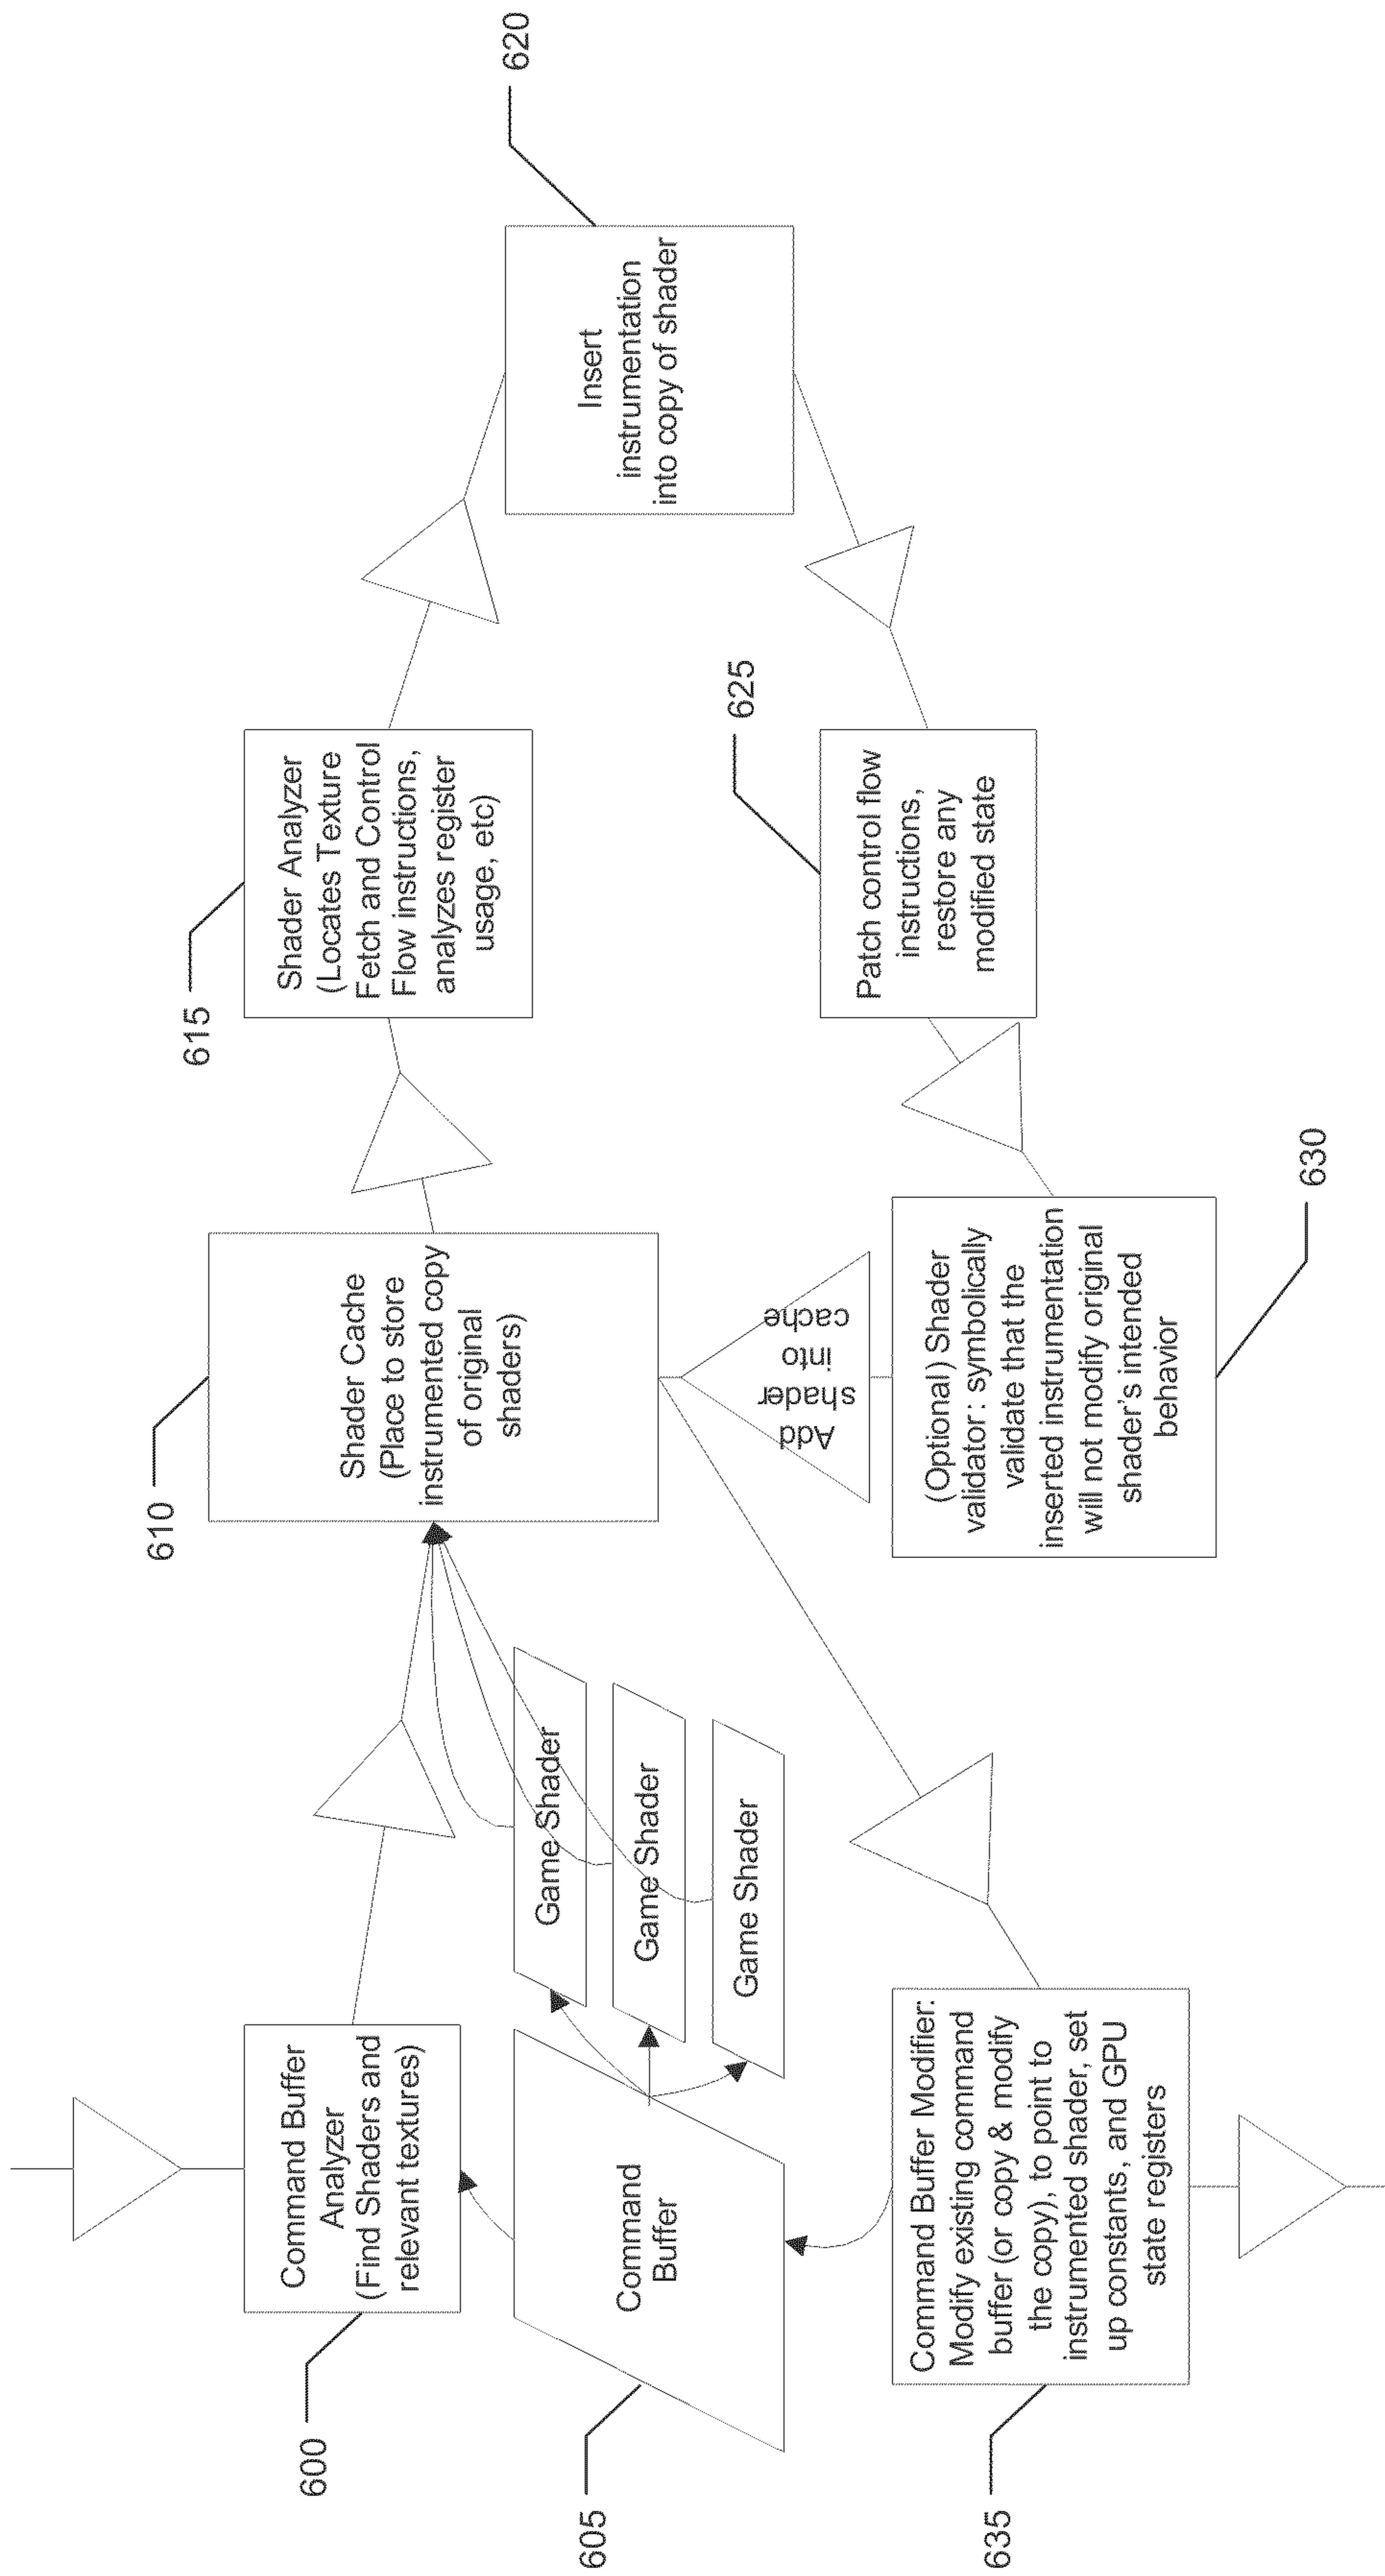 600
Command Buffer
Analyzer
(Find Shaders and
relevant textures)
605
Command
Buffer
Game Shader
Game Shader
Game Shader
610
Shader Cache
(Place to store
instrumented copy
of original
shaders)
615
Shader Analyzer
(Locates Texture
Fetch and Control
Flow instructions,
analyzes register
usage, etc)
620
Insert
instrumentation
into copy of shader
625
Patch control flow
instructions,
restore any
modified state
630
(Optional) Shader
validator: symbolically
validate that the
inserted instrumentation
will not modify original
shader's intended
behavior
Add
shader
into
cache
635
Command Buffer Modifier:
Modify existing command
buffer (or copy & modify
the copy), to point to
instrumented shader, set
up constants, and GPU
state registers